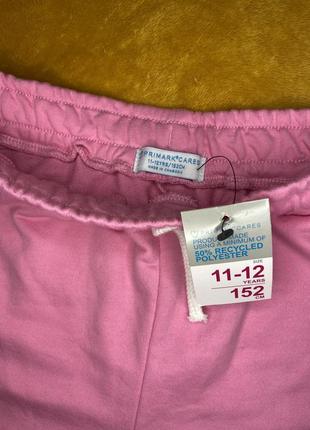 PRIMARK CARES
11-12YRS/152CM
MADE IN CAMBODIA
CARES
PRODUCT MADE
USING A MINIMUM OF
50% RECYCLED
POLYESTER
SIZE
11-12
YEARS
152
CM